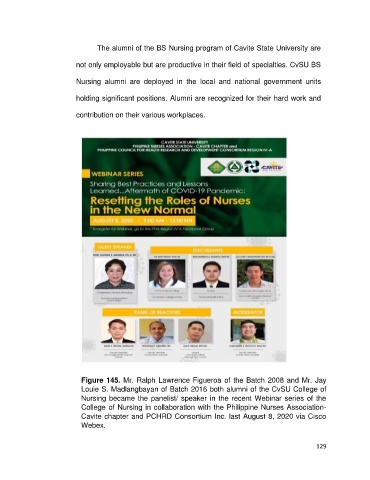 The alumni of the BS Nursing program of Cavite State University are
not only employable but are productive in their field of specialties. CvSU BS
Nursing alumni are deployed in the local and national government units
holding significant positions. Alumni are recognized for their hard work and
contribution on their various workplaces.
CAVITE STATE UNIVERSITY
PHILIPPINE NURSES ASSOCIATION - CAVITE CHAPTER and
PHILIPPINE COUNCIL FOR HEALTH RESEARCH AND DEVELOPMENT CONSORTIUM REGION IV-A
WEBINAR SERIES
Sharing Best Practices and Lessons
Learned...Aftermath of COVID-19 Pandemic:
Resetting the Roles of Nurses
in the New Normal
AUGUST 8, 2020 | 9:00 AM - 12:00 NN
GUEST SPEAKER
DISCUSSANTS
PANEL OF REACTORS
MODERATOR
Figure 145. Mr. Ralph Lawrence Figueroa of the Batch 2008 and Mr. Jay
Louie S. Madlangbayan of Batch 2016 both alumni of the CvSU College of
Nursing became the panelist/ speaker in the recent Webinar series of the
College of Nursing in collaboration with the Philippine Nurses Association-
Cavite chapter and PCHRD Consortium Inc. last August 8, 2020 via Cisco
Webex.
129